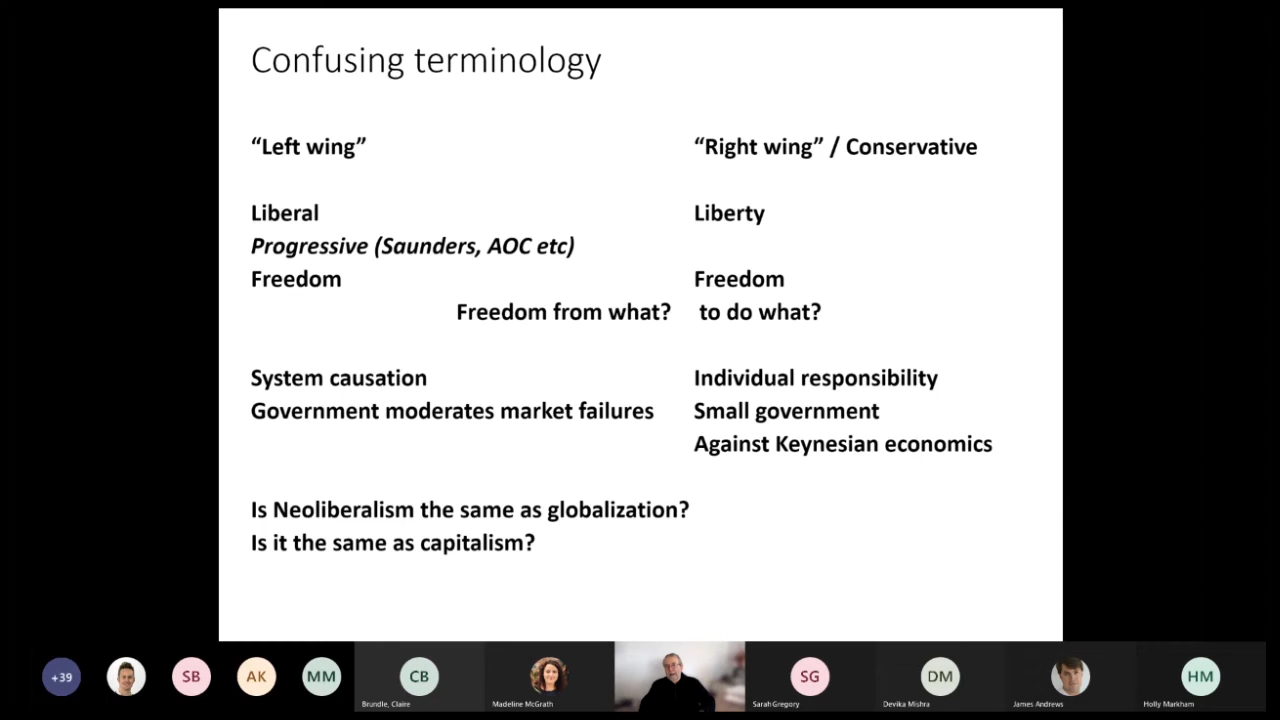 Confusing terminology
“Left wing”
“Right wing” / Conservative
Liberal
Liberty
Progressive (Saunders, AOC etc)
Freedom
Freedom
Freedom from what?
to do what?
System causation
Individual responsibility
Government moderates market failures
Small government
Against Keynesian economics
Is Neoliberalism the same as globalization?
Is it the same as capitalism?
+39
SB
AK
MM
CB
SG
DM
HM
Brundle, Claire
Madeline McGrath
Sarah Gregory
Devika Mishra
James Andrews
Holly Markham